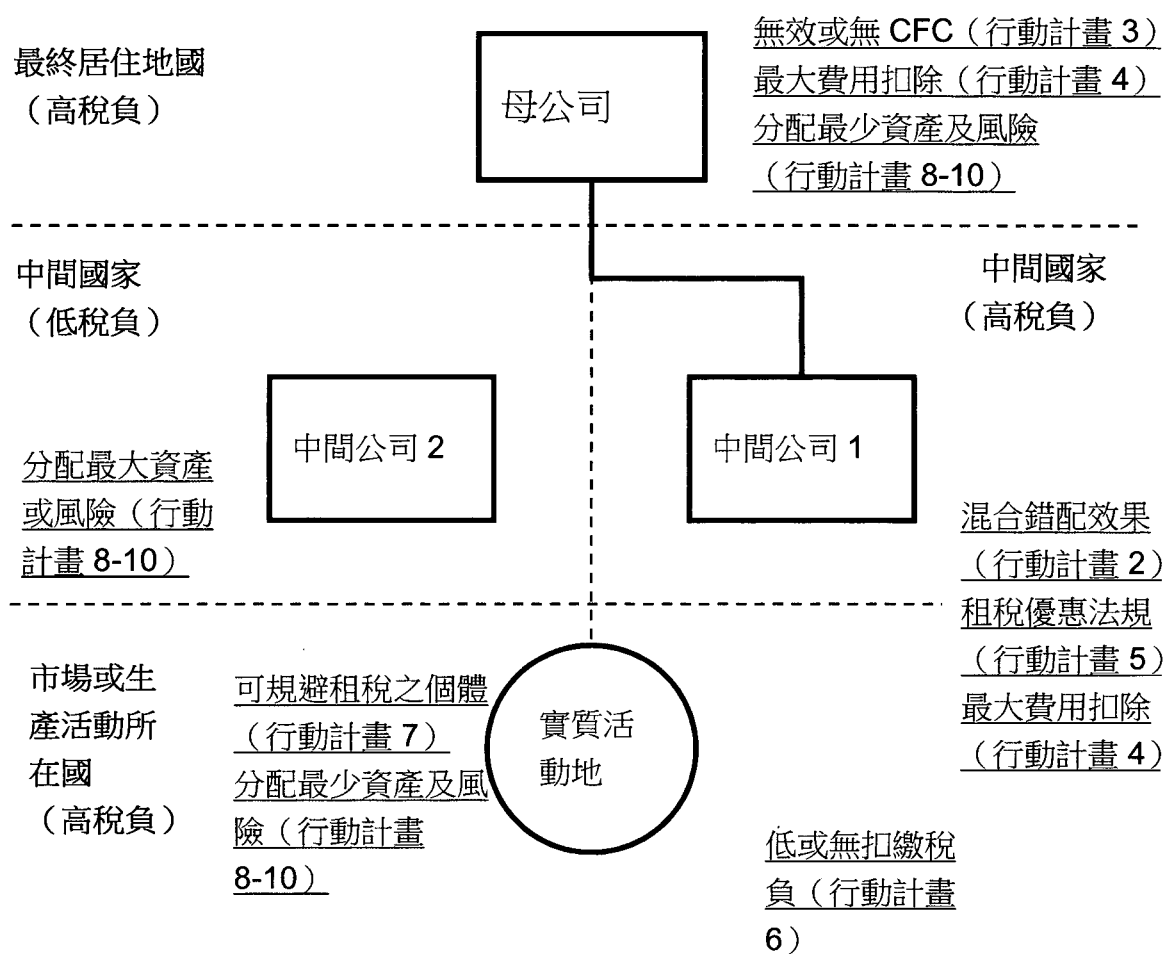 最終居住地國
（高稅負）
母公司
無效或無 CFC（行動計畫 3）
最大費用扣除（行動計畫 4）
分配最少資產及風險
（行動計畫 8-10）
中間國家
（低稅負）
中間國家
（高稅負）
中間公司 2
中間公司 1
分配最大資產
或風險（行動
計畫 8-10）
混合錯配效果
（行動計畫 2）
租稅優惠法規
（行動計畫 5）
最大費用扣除
（行動計畫 4）
市場或生
產活動所
在國
（高稅負）
可規避租稅之個體
（行動計畫 7）
分配最少資產及風
險（行動計畫
8-10）
實質活
動地
低或無扣繳稅
負（行動計畫
6）